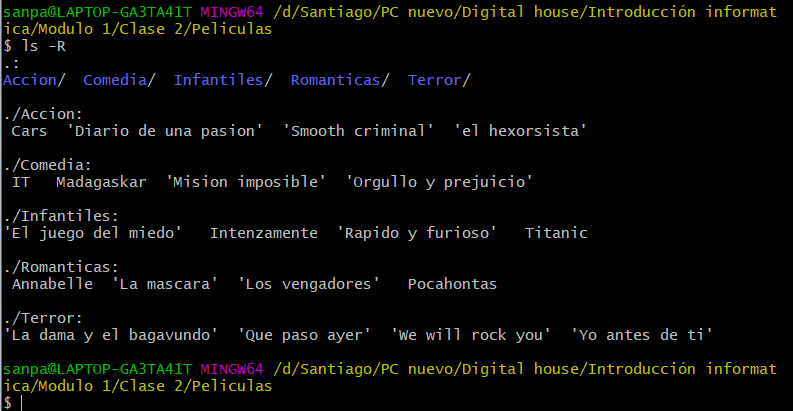 sanpa@LAPTOP-GA3TA41T MINGW64 /d/Santiago/PC nuevo/Digital house/Introducción informat
ica/Modulo 1/Clase 2/Peliculas
$ ls -R
.:
Accion/  Comedia/  Infantiles/  Romanticas/  Terror/

./Accion:
 Cars  'Diario de una pasion'  'Smooth criminal'  'el hexorsista'

./Comedia:
 IT   Madagaskar  'Mision imposible'  'Orgullo y prejuicio'

./Infantiles:
'El juego del miedo'   Intenzamente  'Rapido y furioso'   Titanic

./Romanticas:
 Annabelle  'La mascara'  'Los vengadores'   Pocahontas

./Terror:
'La dama y el bagavundo'  'Que paso ayer'  'We will rock you'  'Yo antes de ti'

sanpa@LAPTOP-GA3TA41T MINGW64 /d/Santiago/PC nuevo/Digital house/Introducción informat
ica/Modulo 1/Clase 2/Peliculas
$